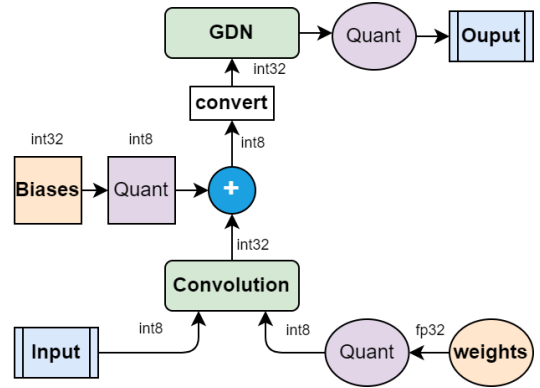 GDN
Quant
Ouput
int32
convert
int8
int32
int8
Biases
Quant
+
int32
Convolution
int8
int8
fp32
Input
Quant
weights